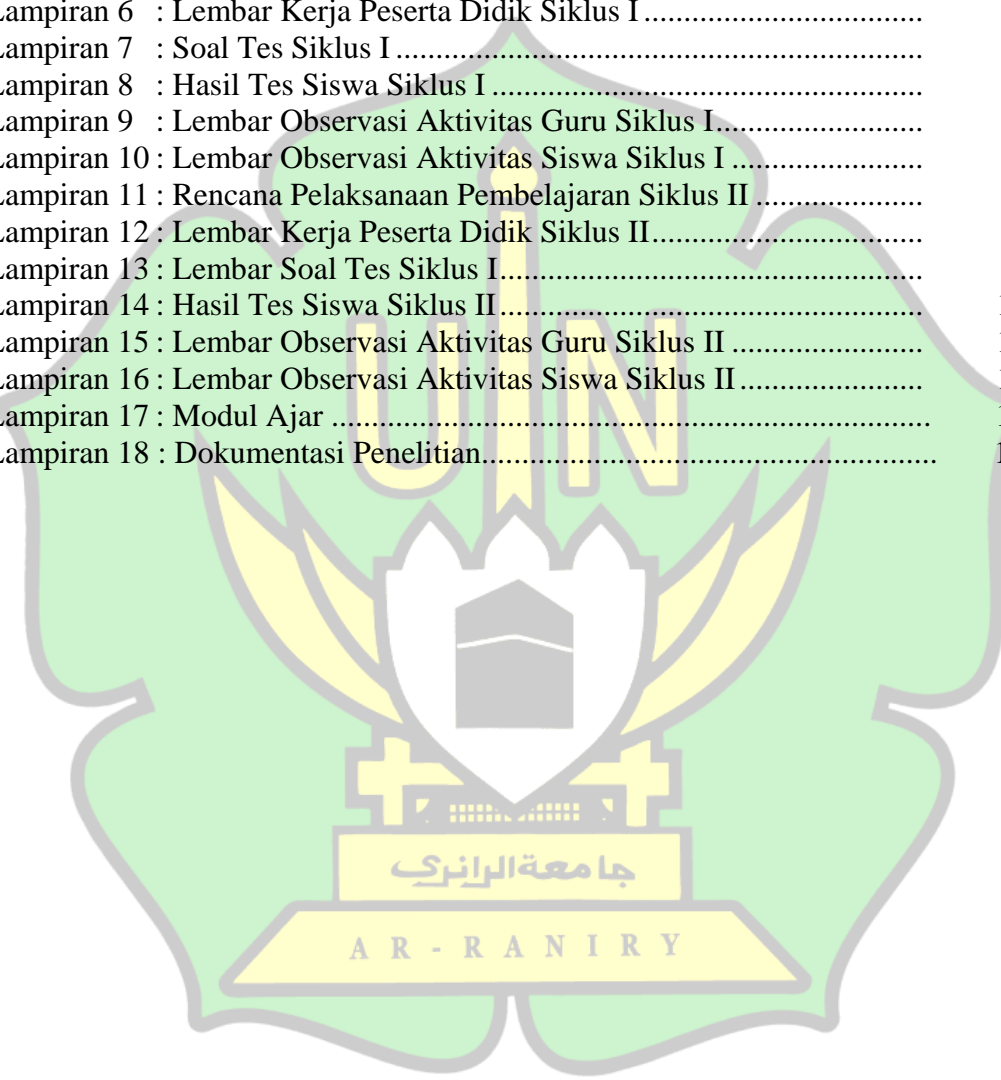 Lampiran 6 : Lembar Kerja Peserta Didik Siklus I ...................................
Lampiran 7 : Soal Tes Siklus I ..................................................................
Lampiran 8 : Hasil Tes Siswa Siklus I ......................................................
Lampiran 9 : Lembar Observasi Aktivitas Guru Siklus I..........................
Lampiran 10 : Lembar Observasi Aktivitas Siswa Siklus I .......................
Lampiran 11 : Rencana Pelaksanaan Pembelajaran Siklus II .....................
Lampiran 12 : Lembar Kerja Peserta Didik Siklus II..................................
Lampiran 13 : Lembar Soal Tes Siklus I.....................................................
Lampiran 14 : Hasil Tes Siswa Siklus II.....................................................
Lampiran 15 : Lembar Observasi Aktivitas Guru Siklus II ........................
Lampiran 16 : Lembar Observasi Aktivitas Siswa Siklus II.......................
Lampiran 17 : Modul Ajar ..........................................................................
Lampiran 18 : Dokumentasi Penelitian.........................................................
UIN
جامعة الرانري
AR-RANIRY